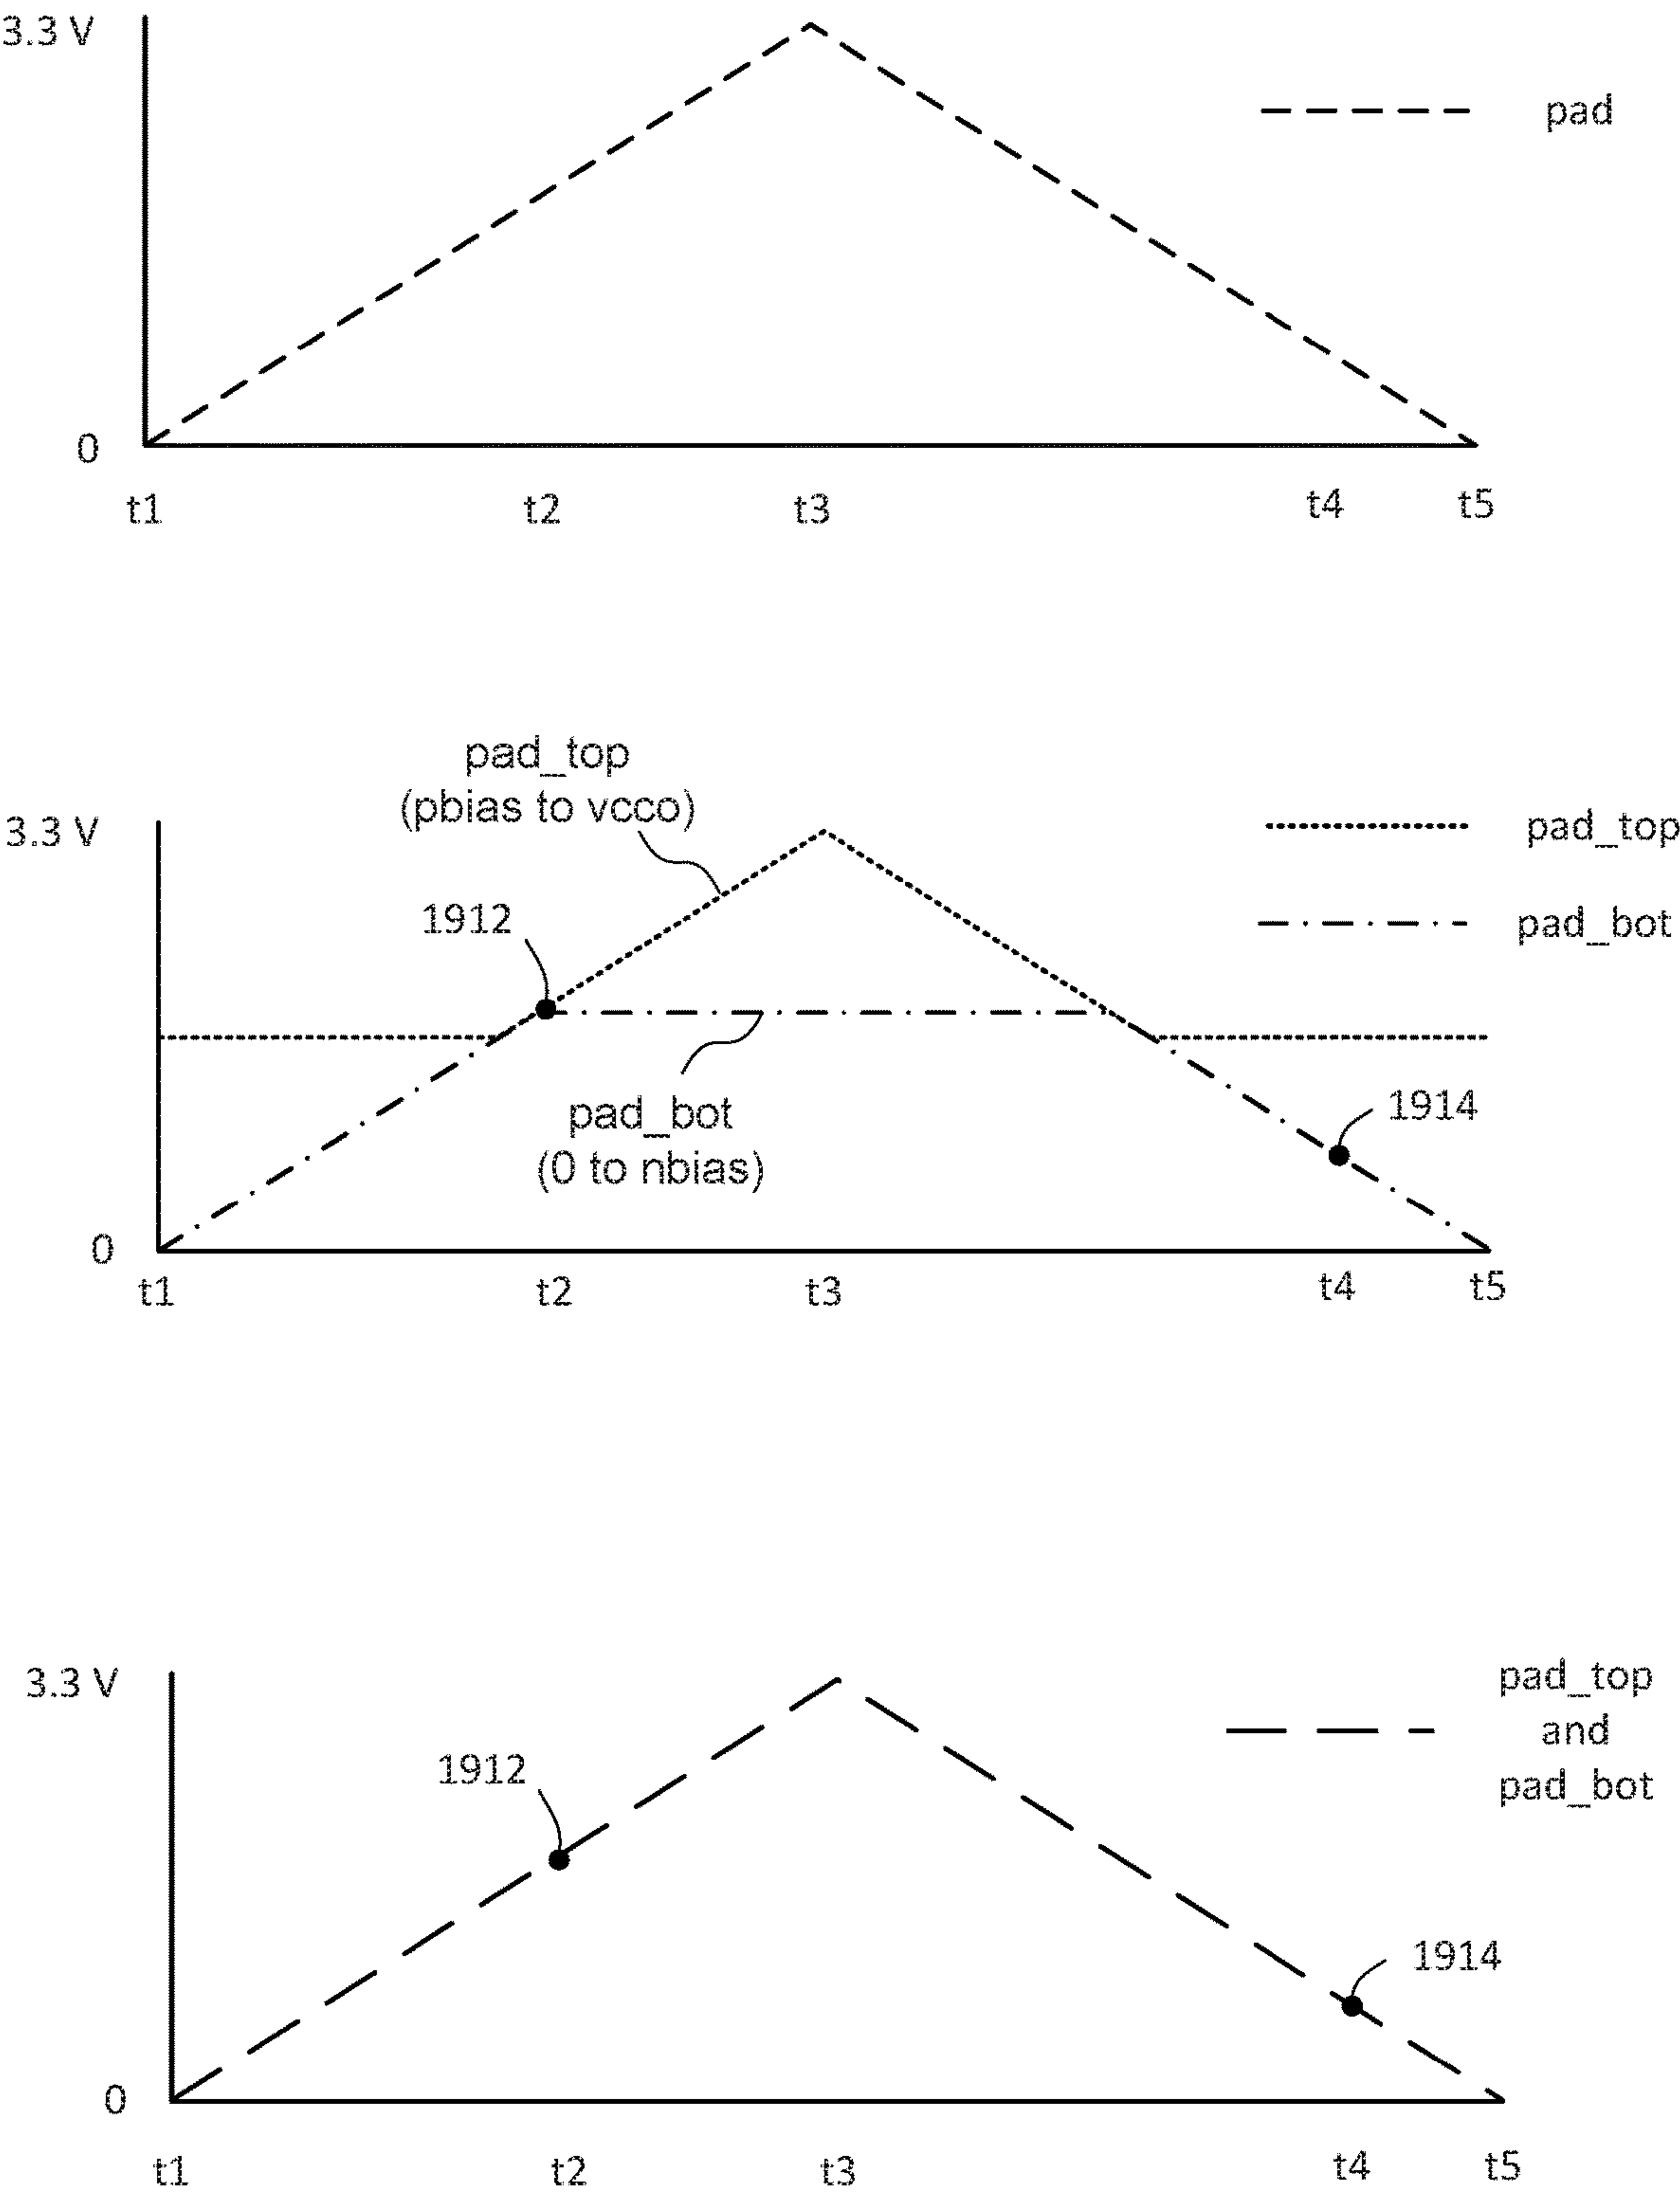 3.3 V
pad
0
t1 t2 t3 t4 t5
pad_top
(pbias to vcco)
3.3 V
pad_top
1912
pad_bot
1914
pad_bot
(0 to nbias)
0
t1 t2 t3 t4 t5
3.3 V
pad_top
and
pad_bot
1912
1914
0
t1 t2 t3 t4 t5